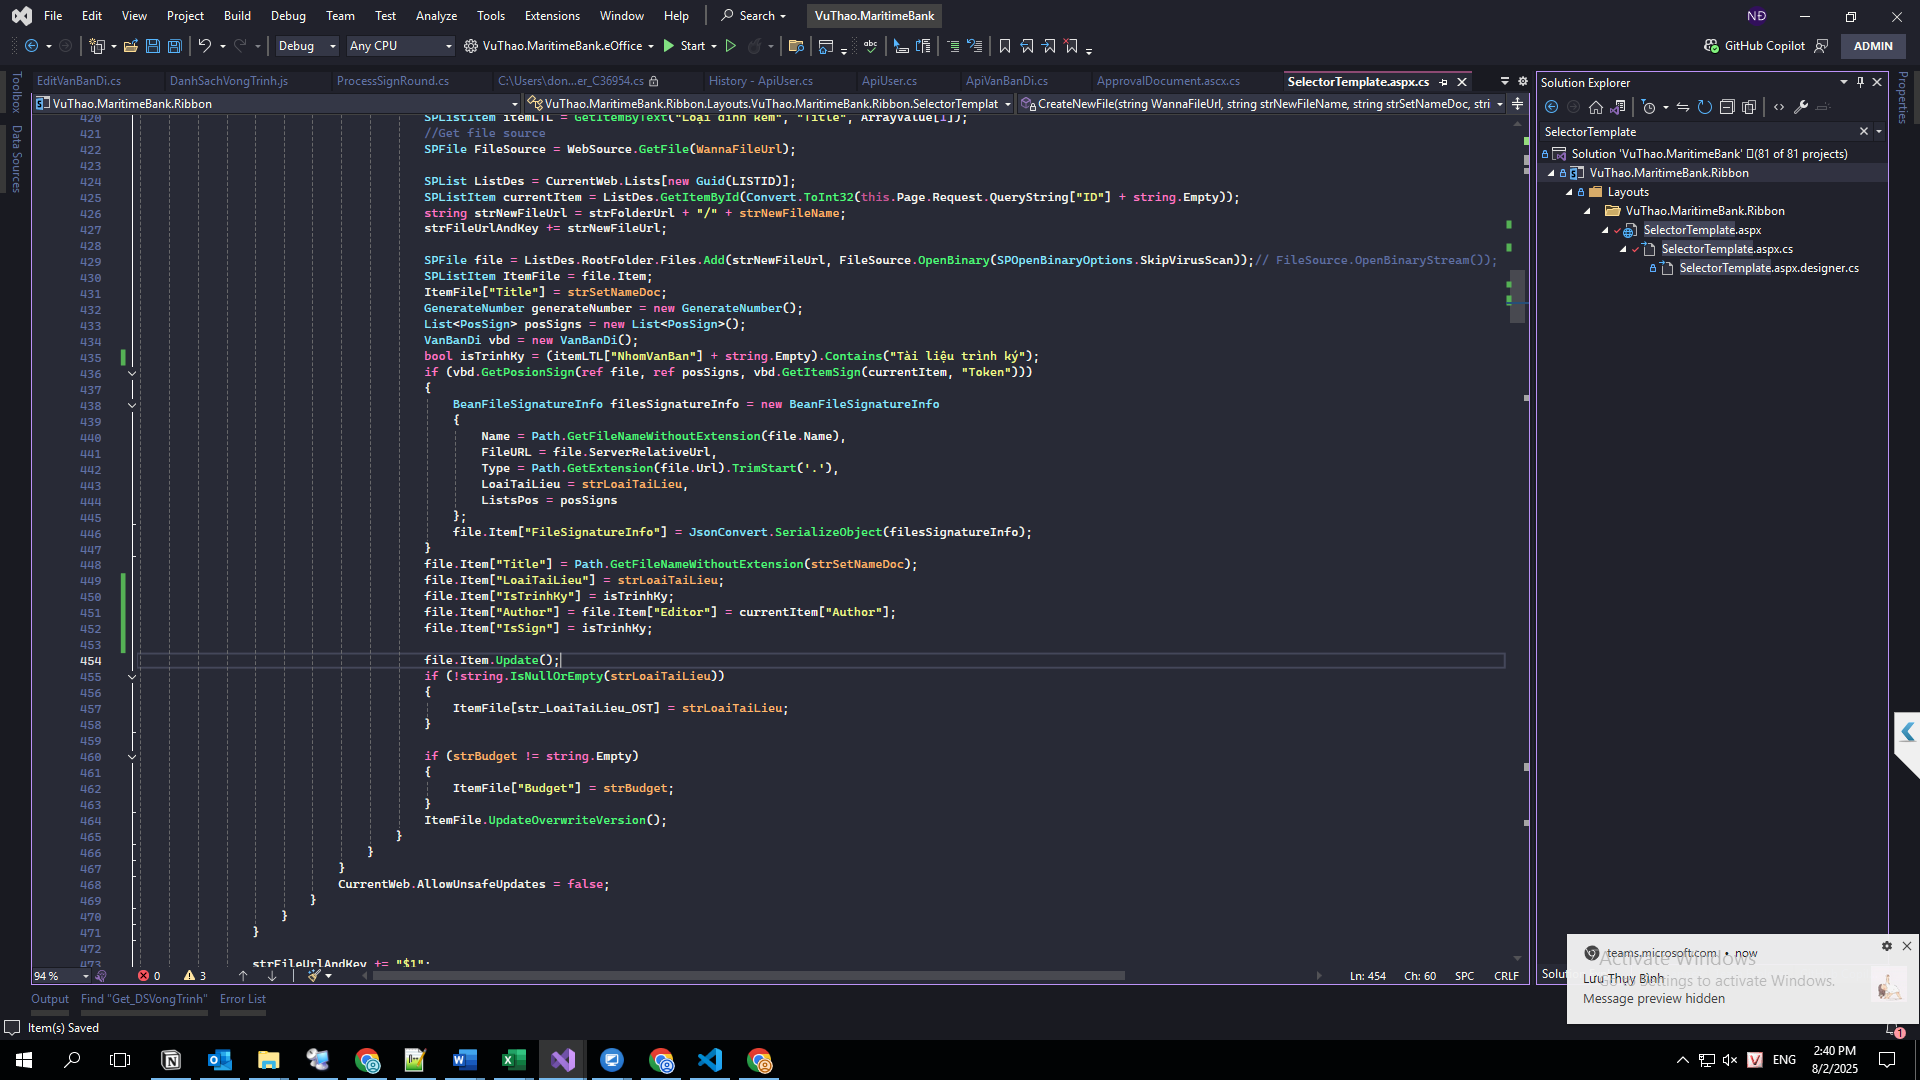 File Edit View Project Build Debug Team Test Analyze Tools Extensions Window Help Search VuThao.MaritimeBank NĐ
Debug Any CPU VuThao.MaritimeBank.eOffice Start GitHub Copilot ADMIN
EditVanBanDi.cs DanhSachVongTrinh.js ProcessSignRound.cs C:\Users\don...er_C36954.cs History - ApiUser.cs ApiUser.cs ApiVanBanDi.cs ApprovalDocument.ascx.cs SelectorTemplate.aspx.cs
VuThao.MaritimeBank.Ribbon VuThao.MaritimeBank.Ribbon.Layouts.VuThao.MaritimeBank.Ribbon.SelectorTemplat CreateNewFile(string WannaFileUrl, string strNewFileName, string strSetNameDoc, stri
Toolbox
Data Sources
420 SPListItem itemLTL = GetItemByText("Loại đính kèm", "Title", ArrayValue[1]);
421 //Get file source
422 SPFile FileSource = WebSource.GetFile(WannaFileUrl);
423
424 SPList ListDes = CurrentWeb.Lists[new Guid(LISTID)];
425 SPListItem currentItem = ListDes.GetItemById(Convert.ToInt32(this.Page.Request.QueryString["ID"] + string.Empty));
426 string strNewFileUrl = strFolderUrl + "/" + strNewFileName;
427 strFileUrlAndKey += strNewFileUrl;
428
429 SPFile file = ListDes.RootFolder.Files.Add(strNewFileUrl, FileSource.OpenBinary(SPOpenBinaryOptions.SkipVirusScan));// FileSource.OpenBinaryStream());
430 SPListItem ItemFile = file.Item;
431 ItemFile["Title"] = strSetNameDoc;
432 GenerateNumber generateNumber = new GenerateNumber();
433 List<PosSign> posSigns = new List<PosSign>();
434 VanBanDi vbd = new VanBanDi();
435 bool isTrinhKy = (itemLTL["NhomVanBan"] + string.Empty).Contains("Tài liệu trình ký");
436 if (vbd.GetPosionSign(ref file, ref posSigns, vbd.GetItemSign(currentItem, "Token")))
437 {
438 BeanFileSignatureInfo filesSignatureInfo = new BeanFileSignatureInfo
439 {
440 Name = Path.GetFileNameWithoutExtension(file.Name),
441 FileURL = file.ServerRelativeUrl,
442 Type = Path.GetExtension(file.Url).TrimStart('.'),
443 LoaiTaiLieu = strLoaiTaiLieu,
444 ListsPos = posSigns
445 };
446 file.Item["FileSignatureInfo"] = JsonConvert.SerializeObject(filesSignatureInfo);
447 }
448 file.Item["Title"] = Path.GetFileNameWithoutExtension(strSetNameDoc);
449 file.Item["LoaiTaiLieu"] = strLoaiTaiLieu;
450 file.Item["IsTrinhKy"] = isTrinhKy;
451 file.Item["Author"] = file.Item["Editor"] = currentItem["Author"];
452 file.Item["IsSign"] = isTrinhKy;
453
454 file.Item.Update();
455 if (!string.IsNullOrEmpty(strLoaiTaiLieu))
456 {
457 ItemFile[str_LoaiTaiLieu_OST] = strLoaiTaiLieu;
458 }
459
460 if (strBudget != string.Empty)
461 {
462 ItemFile["Budget"] = strBudget;
463 }
464 ItemFile.UpdateOverwriteVersion();
465 }
466 }
467 }
468 CurrentWeb.AllowUnsafeUpdates = false;
469 }
470 }
471 }
472
473 strFileUrlAndKey += "$1";
94 % 0 3 Ln: 454 Ch: 60 SPC CRLF
Solution Explorer
SelectorTemplate
Solution 'VuThao.MaritimeBank' (81 of 81 projects)
VuThao.MaritimeBank.Ribbon
Layouts
VuThao.MaritimeBank.Ribbon
SelectorTemplate.aspx
SelectorTemplate.aspx.cs
SelectorTemplate.aspx.designer.cs
Properties
teams.microsoft.com • now
Activate Windows
Lưu Thụy Bình
Go to Settings to activate Windows.
Message preview hidden
Output Find "Get_DSVongTrinh" Error List
Item(s) Saved 1
ENG 2:40 PM
8/2/2025